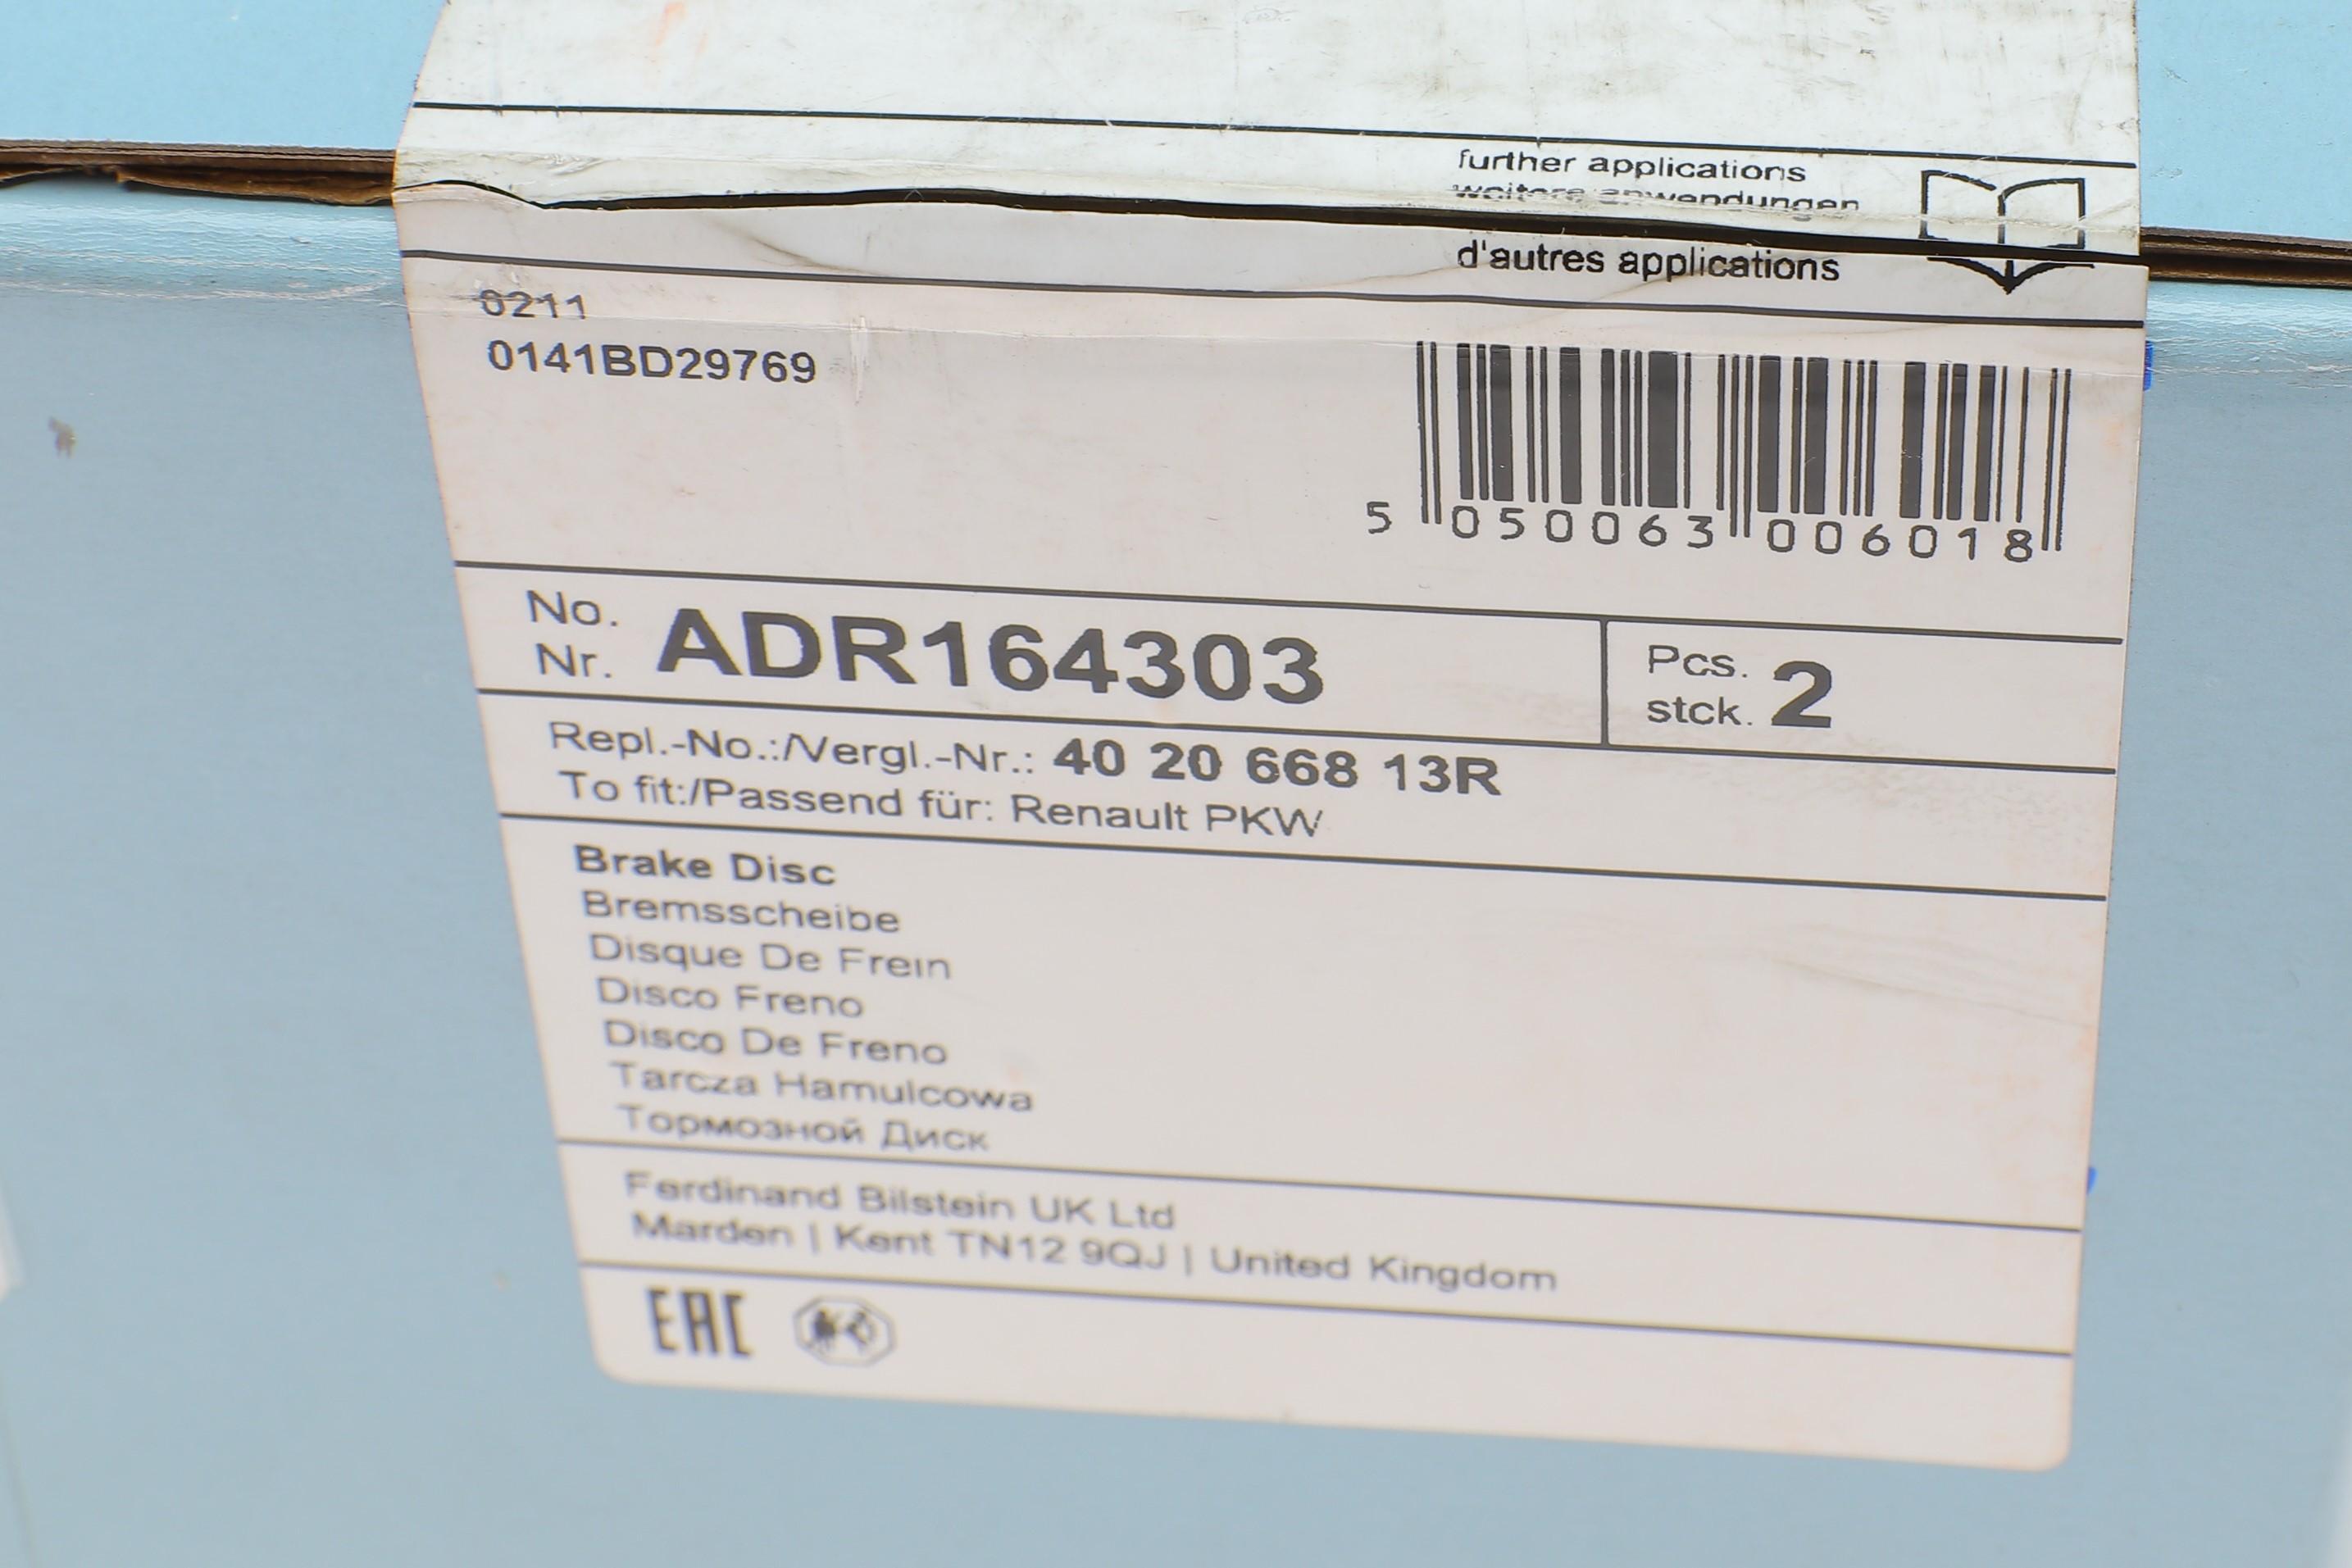 further applications
weitere anwendungen
d'autres applications
0211
0141BD29769
5 050063 006018
No.
Nr. ADR164303
Pcs.
stck. 2
Repl.-No.:/Vergl.-Nr.: 40 20 668 13R
To fit:/Passend für: Renault PKW
Brake Disc
Bremsscheibe
Disque De Frein
Disco Freno
Disco De Freno
Tarcza Hamulcowa
Тормозной Диск
Ferdinand Bilstein UK Ltd
Marden | Kent TN12 9QJ | United Kingdom
EAC